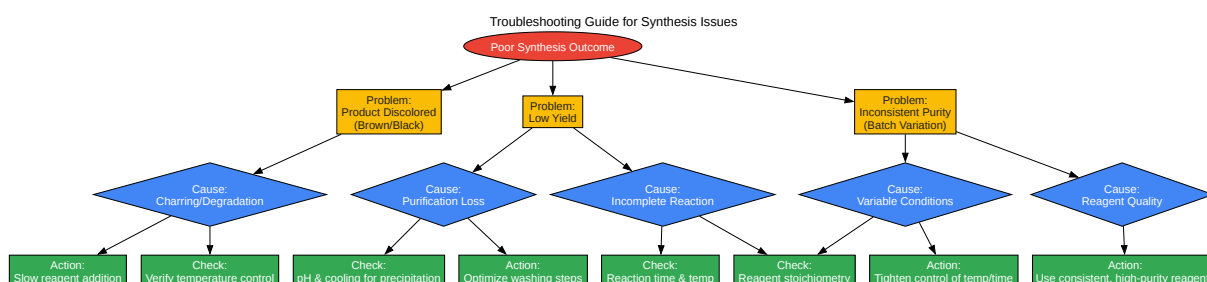 Troubleshooting Guide for Synthesis Issues
Poor Synthesis Outcome
Problem:
Product Discolored
(Brown/Black)
Problem:
Low Yield
Problem:
Inconsistent Purity
(Batch Variation)
Cause:
Charring/Degradation
Cause:
Purification Loss
Cause:
Incomplete Reaction
Cause:
Variable Conditions
Cause:
Reagent Quality
Action:
Slow reagent addition
Check:
Verify temperature control
Check:
pH & cooling for precipitation
Action:
Optimize washing steps
Check:
Reaction time & temp
Check:
Reagent stoichiometry
Action:
Tighten control of temp/time
Action:
Use consistent, high-purity reagent